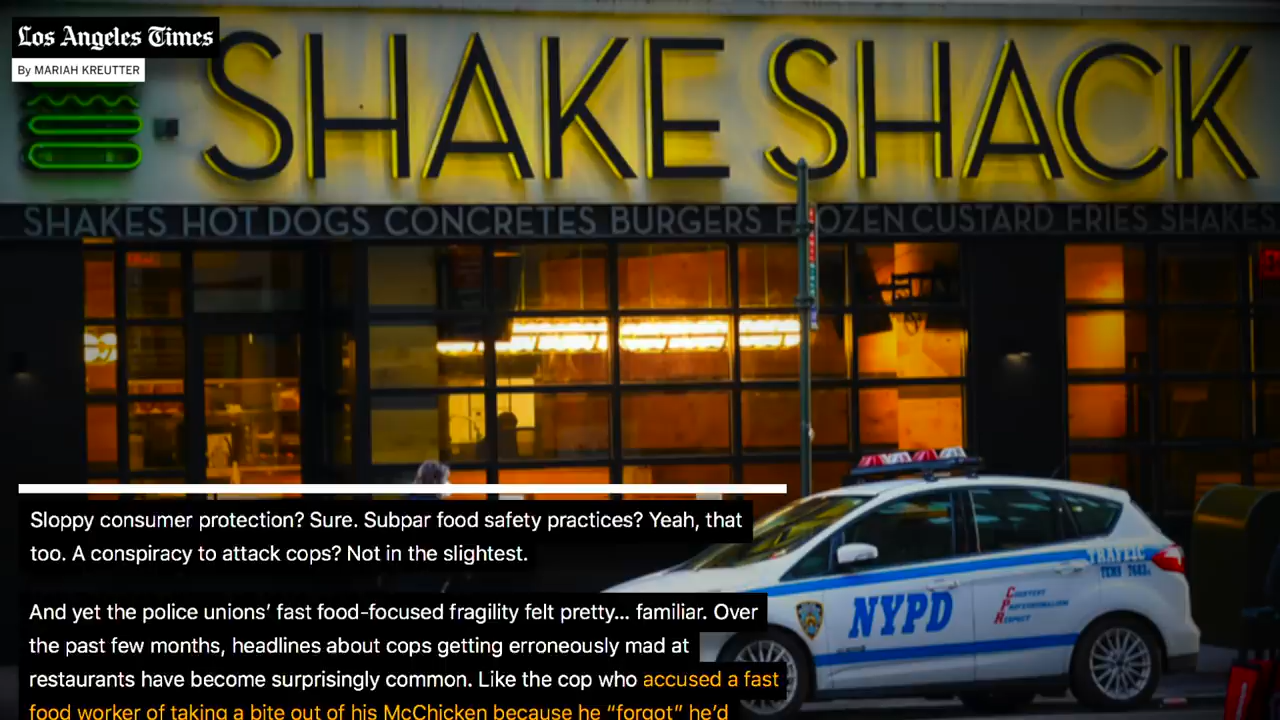 Los Angeles Times
By MARIAH KREUTTER
SHAKE SHACK
SHAKES HOT DOGS CONCRETES BURGERS FROZEN CUSTARD FRIES SHAKES
Sloppy consumer protection? Sure. Subpar food safety practices? Yeah, that
too. A conspiracy to attack cops? Not in the slightest.
And yet the police unions’ fast food-focused fragility felt pretty... familiar. Over
the past few months, headlines about cops getting erroneously mad at
restaurants have become surprisingly common. Like the cop who accused a fast
food worker of taking a bite out of his McChicken because he “forgot” he’d
TRAFFIC
NYPD
COURTESY
PROFESSIONALISM
RESPECT